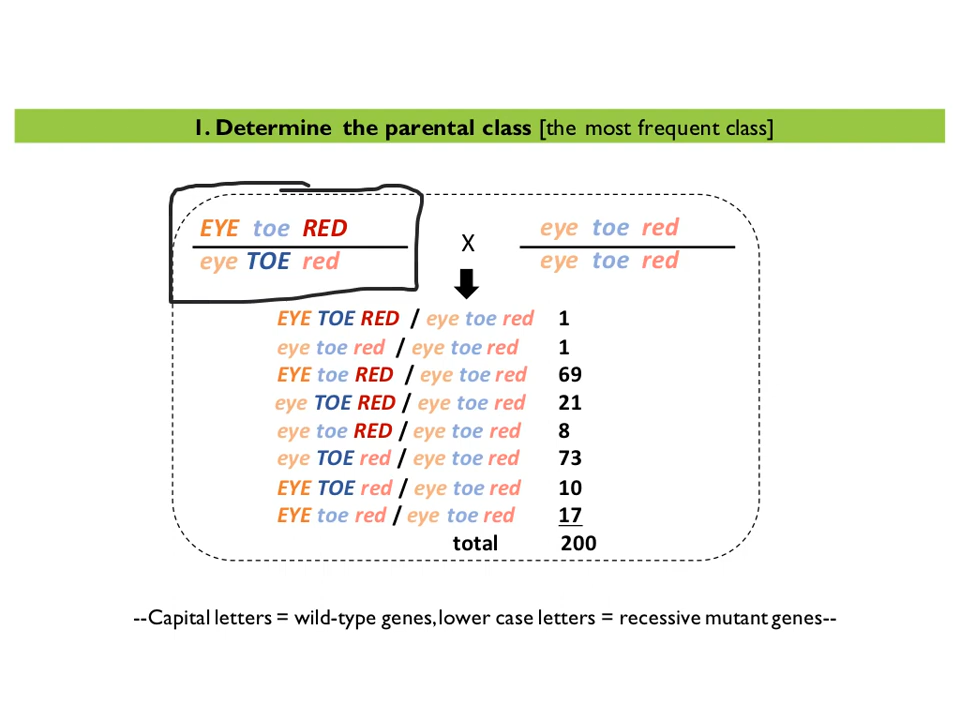 1. Determine the parental class [the most frequent class]
EYE toe RED
eye TOE red
X
eye toe red
eye toe red
EYE TOE RED / eye toe red 1
eye toe red / eye toe red 1
EYE toe RED / eye toe red 69
eye TOE RED / eye toe red 21
eye toe RED / eye toe red 8
eye TOE red / eye toe red 73
EYE TOE red / eye toe red 10
EYE toe red / eye toe red 17
total 200
--Capital letters = wild-type genes, lower case letters = recessive mutant genes--